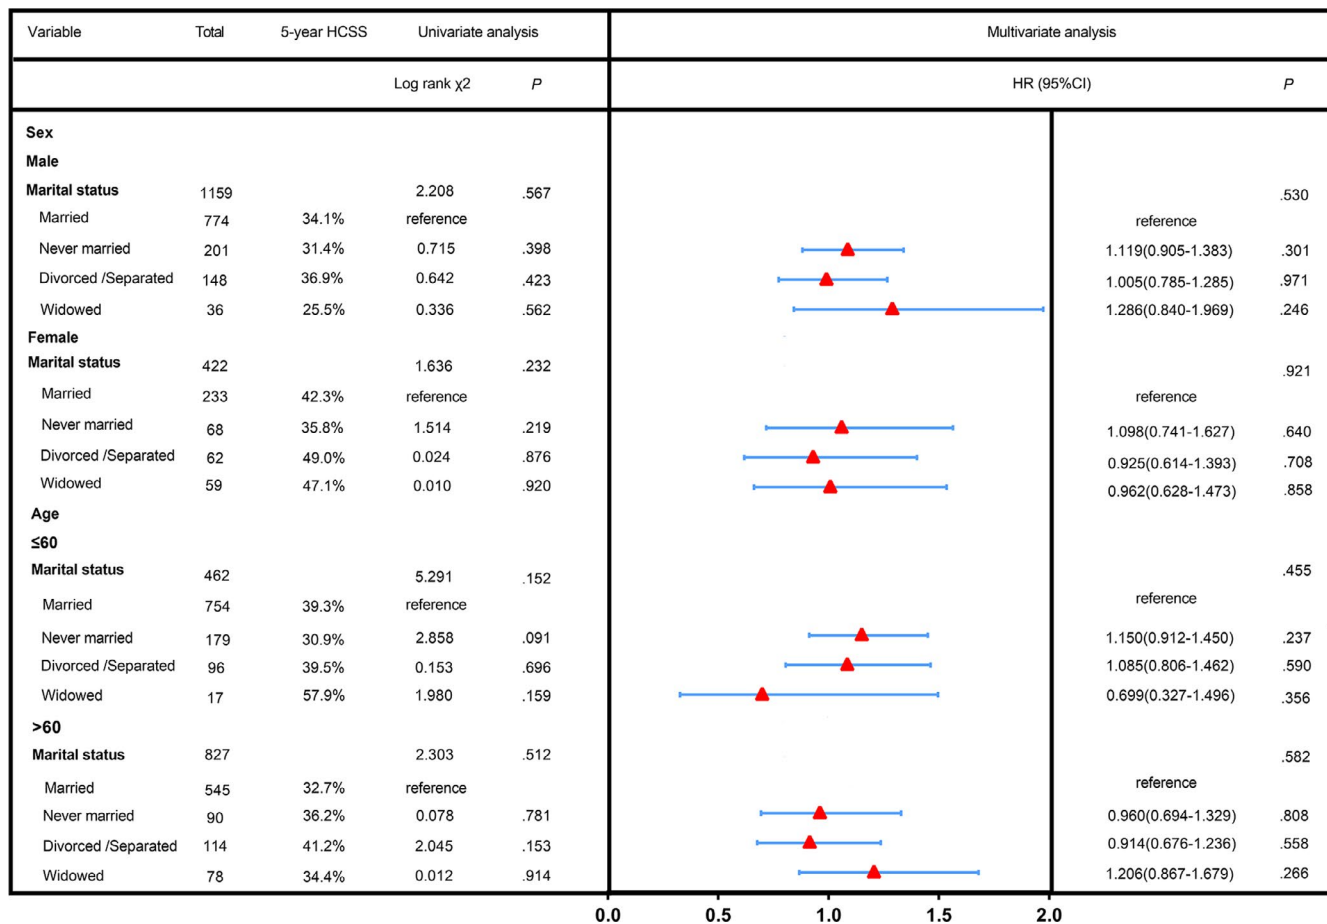 Variable Total 5-year HCSS Univariate analysis Multivariate analysis
Log rank χ2 P HR (95%CI) P
Sex
Male
Marital status 1159 2.208 .567 .530
Married 774 34.1% reference reference
Never married 201 31.4% 0.715 .398 1.119(0.905-1.383) .301
Divorced /Separated 148 36.9% 0.642 .423 1.005(0.785-1.285) .971
Widowed 36 25.5% 0.336 .562 1.286(0.840-1.969) .246
Female
Marital status 422 1.636 .232 .921
Married 233 42.3% reference reference
Never married 68 35.8% 1.514 .219 1.098(0.741-1.627) .640
Divorced /Separated 62 49.0% 0.024 .876 0.925(0.614-1.393) .708
Widowed 59 47.1% 0.010 .920 0.962(0.628-1.473) .858
Age
≤60
Marital status 462 5.291 .152 .455
Married 754 39.3% reference reference
Never married 179 30.9% 2.858 .091 1.150(0.912-1.450) .237
Divorced /Separated 96 39.5% 0.153 .696 1.085(0.806-1.462) .590
Widowed 17 57.9% 1.980 .159 0.699(0.327-1.496) .356
>60
Marital status 827 2.303 .512 .582
Married 545 32.7% reference reference
Never married 90 36.2% 0.078 .781 0.960(0.694-1.329) .808
Divorced /Separated 114 41.2% 2.045 .153 0.914(0.676-1.236) .558
Widowed 78 34.4% 0.012 .914 1.206(0.867-1.679) .266
0.0 0.5 1.0 1.5 2.0